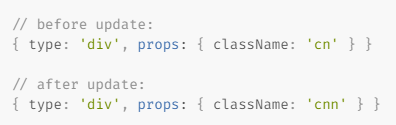 // before update:
{ type: 'div', props: { className: 'cn' } }
// after update:
{ type: 'div', props: { className: 'cnn' } }